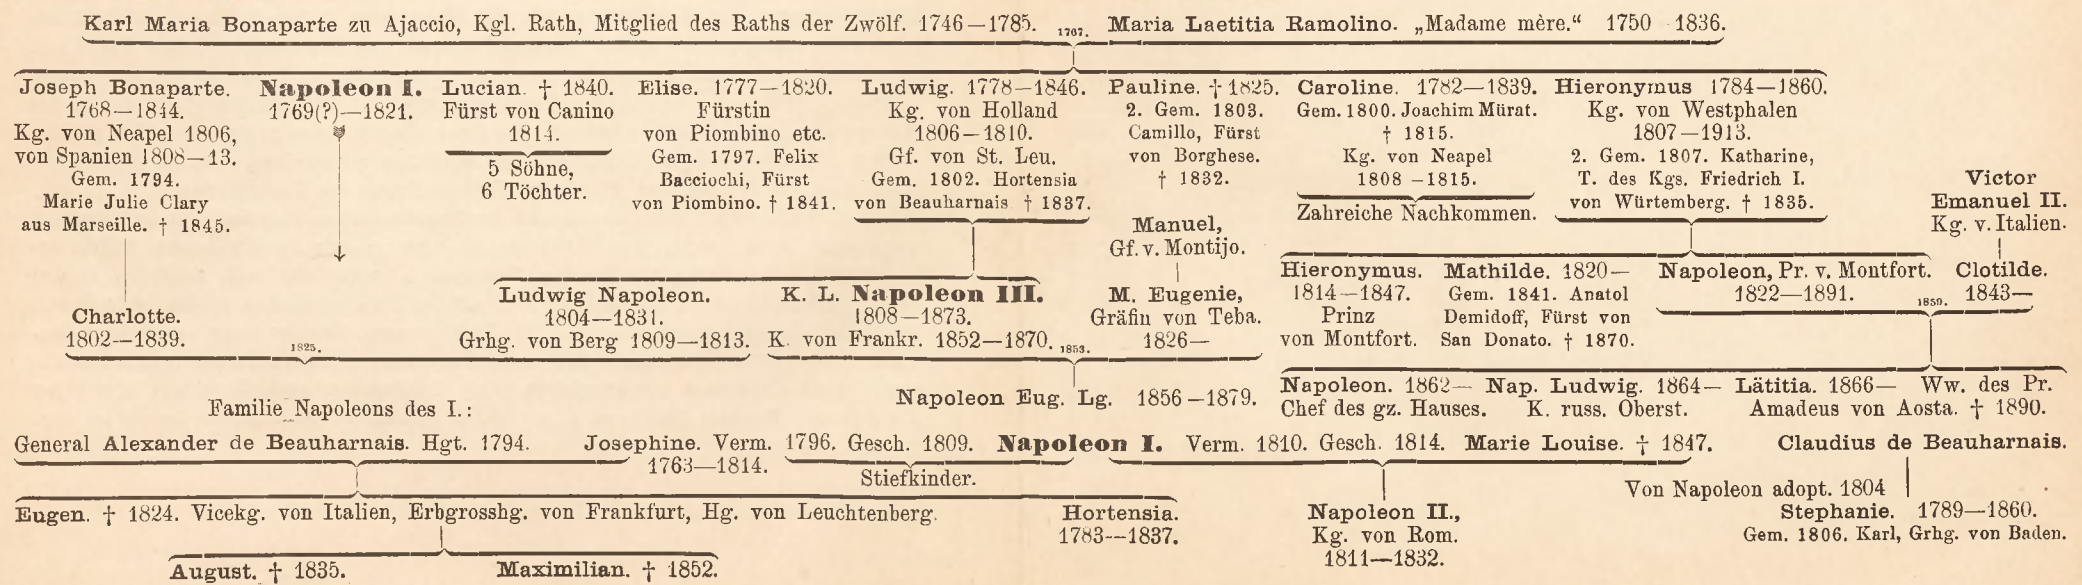 Karl Maria Bonaparte zu Ajaccio, Kgl. Rath, Mitglied des Raths der Zwölf. 1746—1785. 1767. Maria Laetitia Ramolino. „Madame mère.“ 1750 1836.
Joseph Bonaparte.
1768—1844.
Kg. von Neapel 1806,
von Spanien 1808—13.
Gem. 1794.
Marie Julie Clary
aus Marseille. † 1845.
Napoleon I.
1769(?)—1821.
Lucian. † 1840.
Fürst von Canino
1814.
5 Söhne,
6 Töchter.
Elise. 1777—1820.
Fürstin
von Piombino etc.
Gem. 1797. Felix
Bacciochi, Fürst
von Piombino. † 1841.
Ludwig. 1778—1846.
Kg. von Holland
1806—1810.
Gf. von St. Leu.
Gem. 1802. Hortensia
von Beauharnais † 1837.
Pauline. † 1825.
2. Gem. 1803.
Camillo, Fürst
von Borghese.
† 1832.
Caroline. 1782—1839.
Gem. 1800. Joachim Mürat.
† 1815.
Kg. von Neapel
1808—1815.
Zahreiche Nachkommen.
Hieronymus 1784—1860.
Kg. von Westphalen
1807—1913.
2. Gem. 1807. Katharine,
T. des Kgs. Friedrich I.
von Würtemberg. † 1835.
Victor
Emanuel II.
Kg. v. Italien.
Manuel,
Gf. v. Montijo.
Charlotte.
1802—1839.
1825.
Ludwig Napoleon.
1804—1831.
Grhg. von Berg 1809—1813.
K. L. Napoleon III.
1808—1873.
K. von Frankr. 1852—1870.
1853.
M. Eugenie,
Gräfin von Teba.
1826—
Hieronymus.
1814—1847.
Prinz
von Montfort.
Mathilde. 1820—
Gem. 1841. Anatol
Demidoff, Fürst von
San Donato. † 1870.
Napoleon, Pr. v. Montfort.
1822—1891.
1859.
Clotilde.
1843—
Napoleon Eug. Lg. 1856—1879.
Napoleon. 1862—
Chef des gz. Hauses.
Nap. Ludwig. 1864—
K. russ. Oberst.
Lätitia. 1866— Ww. des Pr.
Amadeus von Aosta. † 1890.
Familie Napoleons des I.:
General Alexander de Beauharnais. Hgt. 1794.
Josephine. Verm. 1796. Gesch. 1809. Napoleon I. Verm. 1810. Gesch. 1814. Marie Louise. † 1847.
1763—1814.
Stiefkinder.
Claudius de Beauharnais.
Eugen. † 1824. Vicekg. von Italien, Erbgrosshg. von Frankfurt, Hg. von Leuchtenberg.
Hortensia.
1783—1837.
Napoleon II.,
Kg. von Rom.
1811—1832.
Von Napoleon adopt. 1804
Stephanie. 1789—1860.
Gem. 1806. Karl, Grhg. von Baden.
August. † 1835.
Maximilian. † 1852.